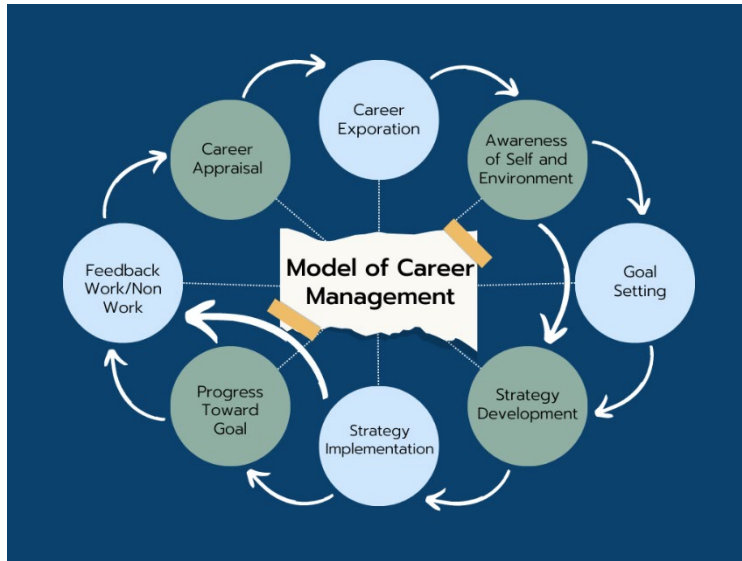 Career
Exporation
Career
Appraisal
Awareness
of Self and
Environment
Model of Career
Management
Feedback
Work/Non
Work
Goal
Setting
Progress
Toward
Goal
Strategy
Development
Strategy
Implementation